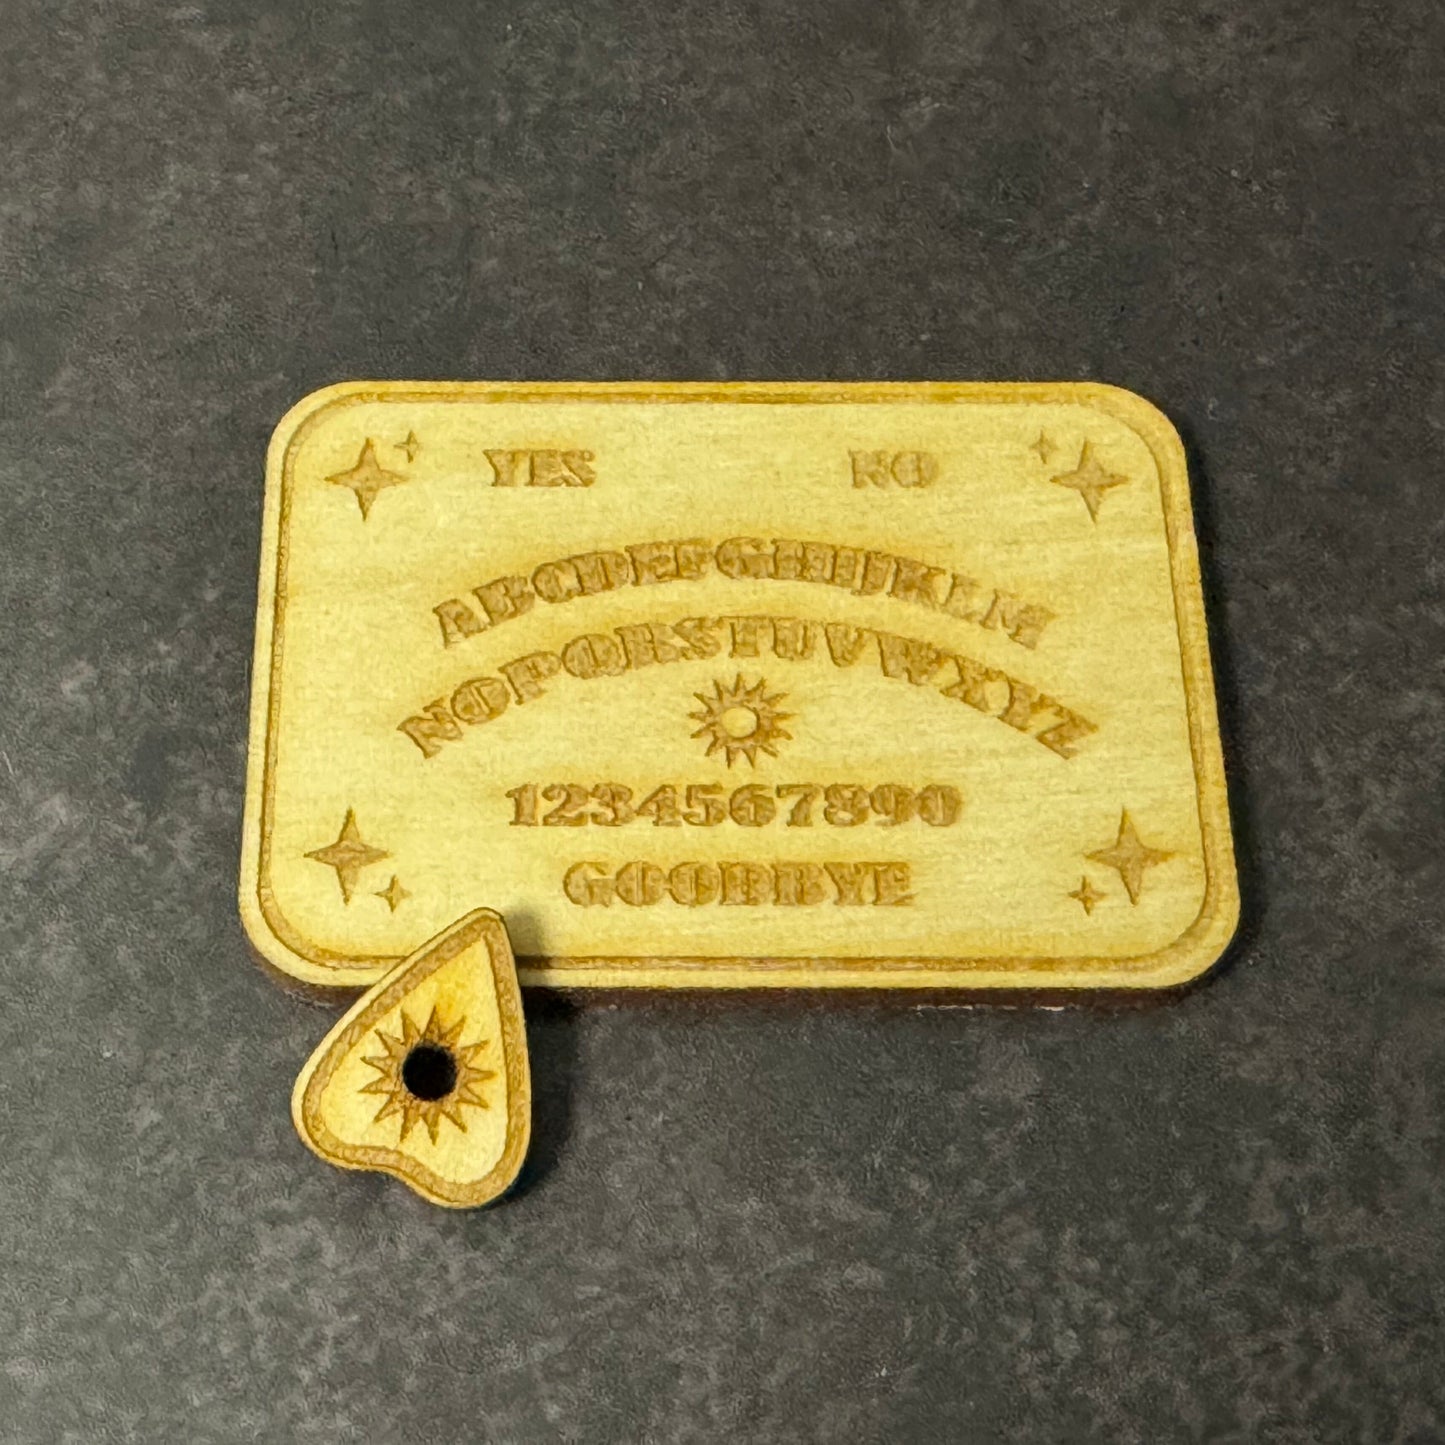 YES NO
ABCDEFGHIJKLM
NOPQRSTUVWXYZ
1234567890
GOODBYE